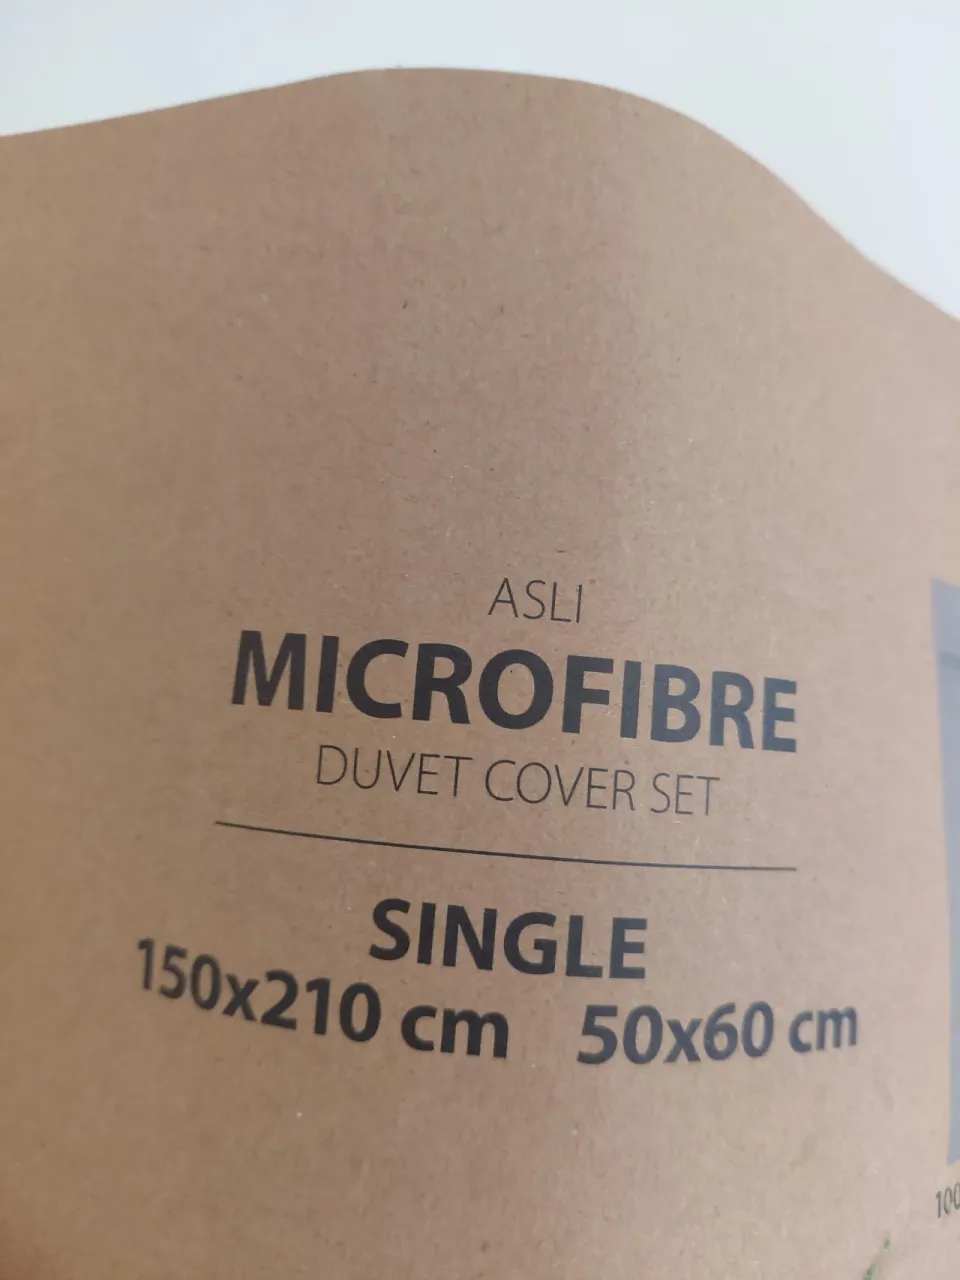 ASLI
MICROFIBRE
DUVET COVER SET
SINGLE
150x210 cm 50x60 cm